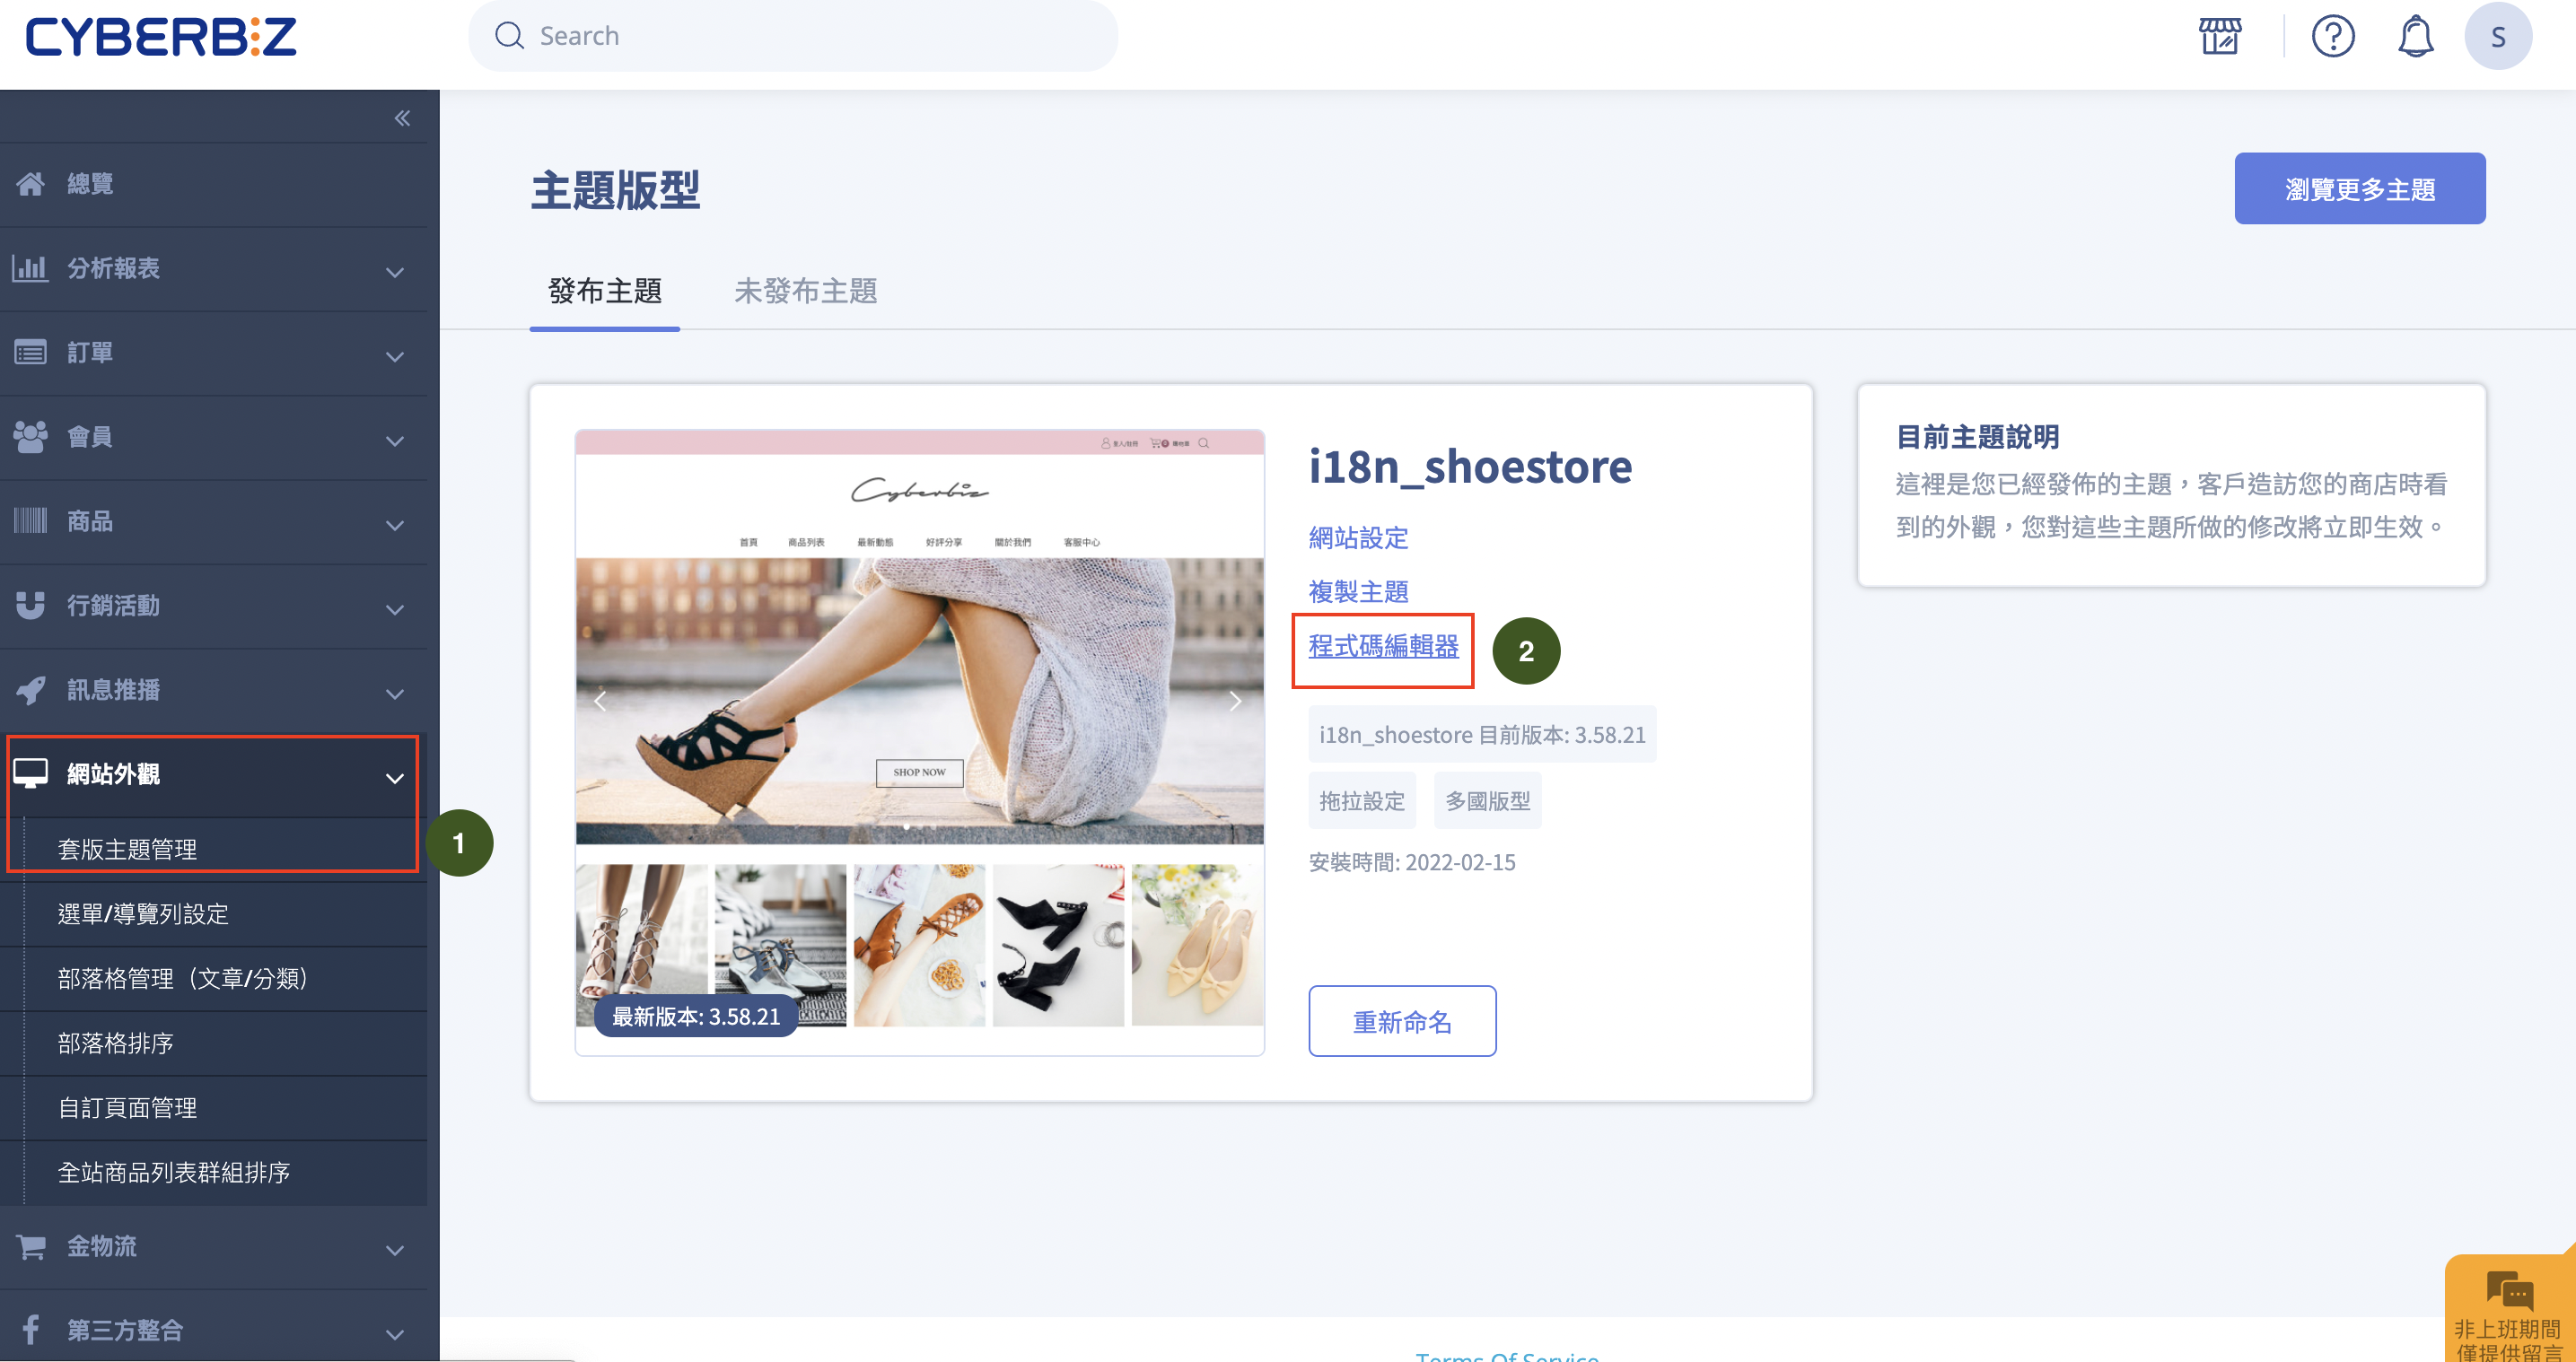 CYBERBIZ
Search
S
總覽
分析報表
訂單
會員
商品
行銷活動
訊息推播
網站外觀
套版主題管理
1
選單/導覽列設定
部落格管理（文章/分類）
部落格排序
自訂頁面管理
全站商品列表群組排序
金物流
第三方整合
主題版型
瀏覽更多主題
發布主題
未發布主題
登入/註冊
0
購物車
Cyberbiz
首頁
商品列表
最新動態
好評分享
關於我們
客服中心
SHOP NOW
最新版本: 3.58.21
i18n_shoestore
網站設定
複製主題
程式碼編輯器
2
i18n_shoestore 目前版本: 3.58.21
拖拉設定
多國版型
安裝時間: 2022-02-15
重新命名
目前主題說明
這裡是您已經發佈的主題，客戶造訪您的商店時看
到的外觀，您對這些主題所做的修改將立即生效。
Terms Of Service
非上班期間
僅提供留言